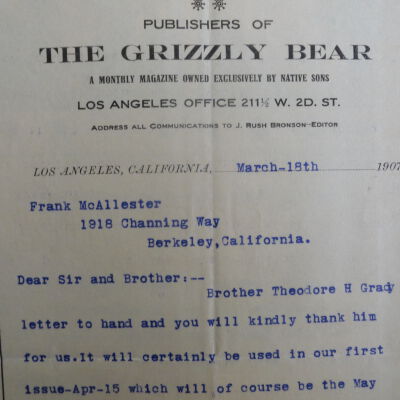 PUBLISHERS OF
THE GRIZZLY BEAR
A MONTHLY MAGAZINE OWNED EXCLUSIVELY BY NATIVE SONS
LOS ANGELES OFFICE 211½ W. 2D. ST.
ADDRESS ALL COMMUNICATIONS TO J. RUSH BRONSON-EDITOR
LOS ANGELES, CALIFORNIA, March-18th 1907
Frank McAllester
1918 Channing Way
Berkeley,California.
Dear Sir and Brother:--
Brother Theodore H Grady
letter to hand and you will kindly thank him
for us.It will certainly be used in our first
issue-Apr-15 which will of course be the May